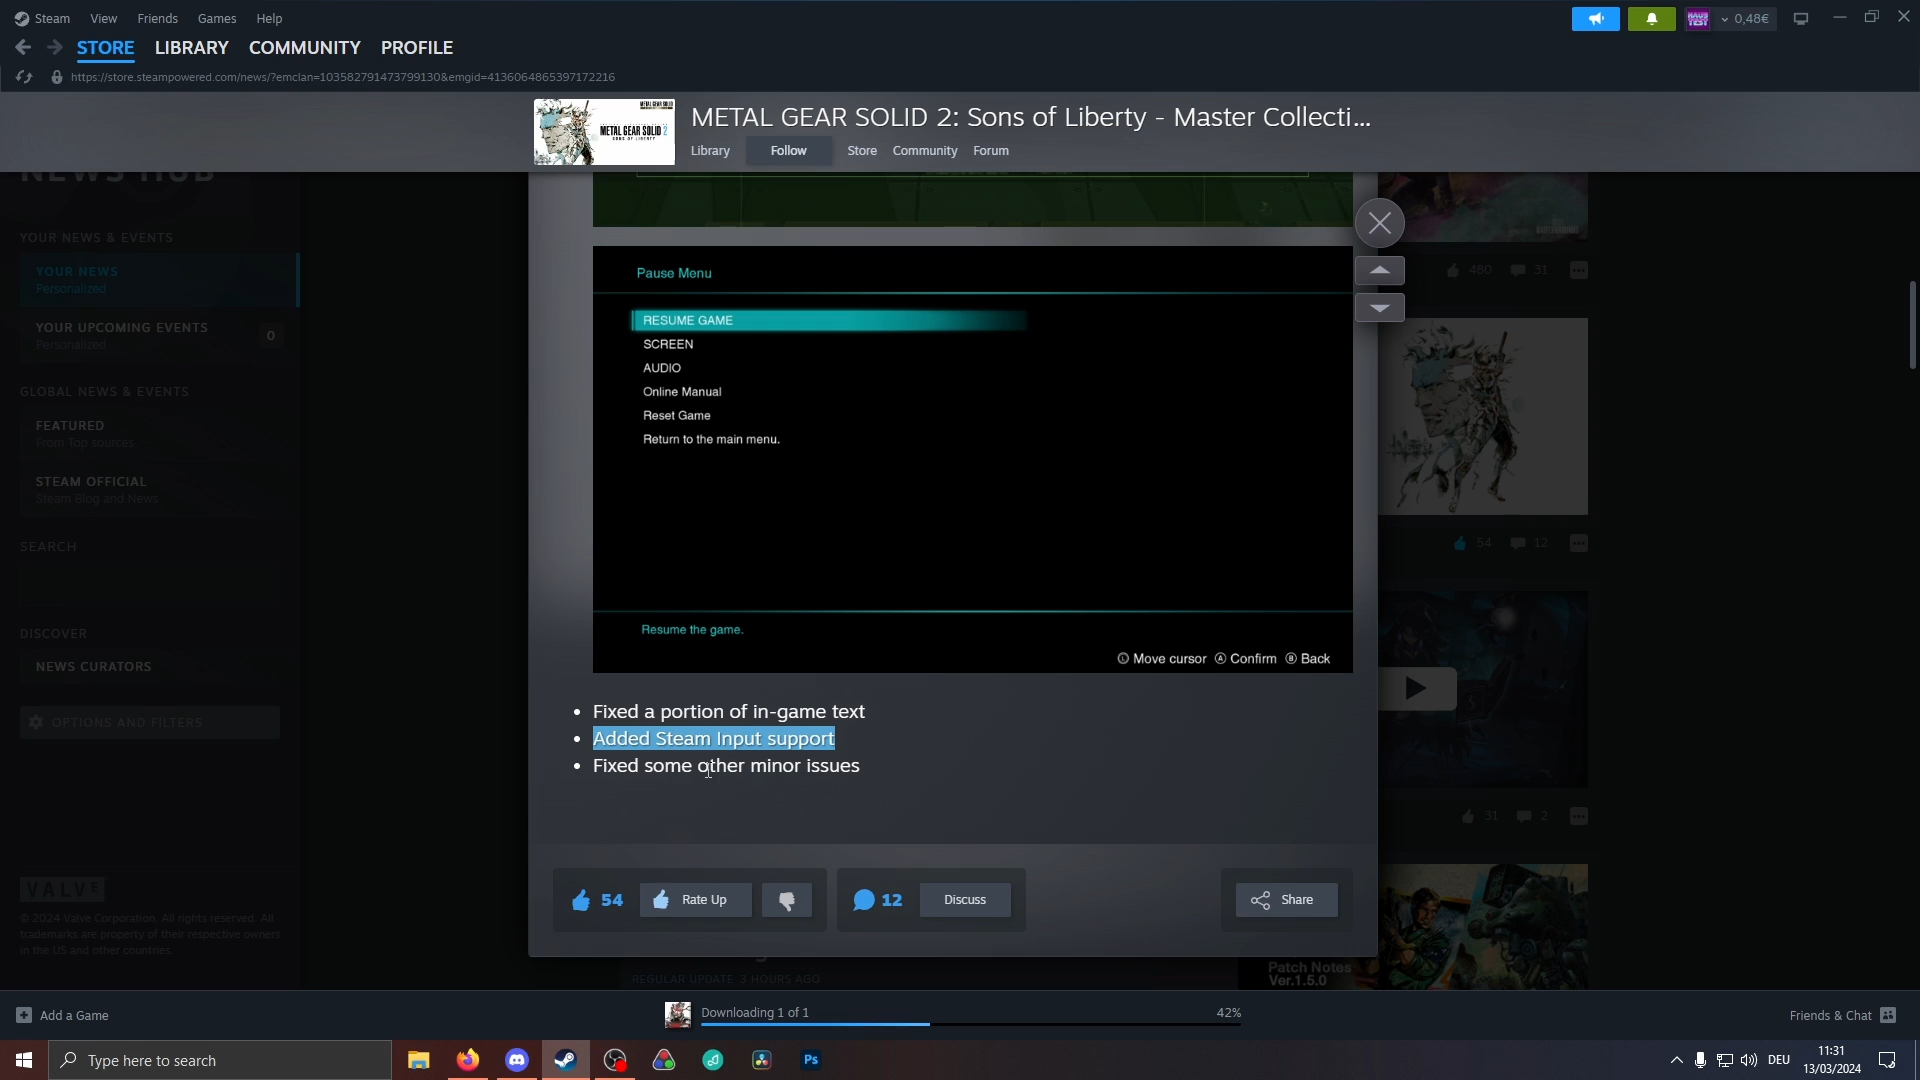 Steam View Friends Games Help
0,48€
STORE LIBRARY COMMUNITY PROFILE
https://store.steampowered.com/news/?emclan=103582791473799130&emgid=4136064865397172216
METAL GEAR SOLID 2
METAL GEAR SOLID 2: Sons of Liberty - Master Collecti...
Library Follow Store Community Forum
NEWS HUB
YOUR NEWS & EVENTS
YOUR NEWS
Personalized
YOUR UPCOMING EVENTS
Personalized
0
GLOBAL NEWS & EVENTS
FEATURED
From Top sources
STEAM OFFICIAL
Steam Blog and News
SEARCH
DISCOVER
NEWS CURATORS
OPTIONS AND FILTERS
Pause Menu
RESUME GAME
SCREEN
AUDIO
Online Manual
Reset Game
Return to the main menu.
Resume the game.
Ⓛ Move cursor Ⓐ Confirm Ⓑ Back
• Fixed a portion of in-game text
• Added Steam Input support
• Fixed some other minor issues
54 Rate Up 12 Discuss Share
480 31
54 12
31 2
VALVE
© 2024 Valve Corporation. All rights reserved. All
trademarks are property of their respective owners
in the US and other countries.
REGULAR UPDATE 3 HOURS AGO
Patch Notes
Ver.1.5.0
Add a Game
Downloading 1 of 1 42%
Friends & Chat
Type here to search
Ps
DEU
11:31
13/03/2024